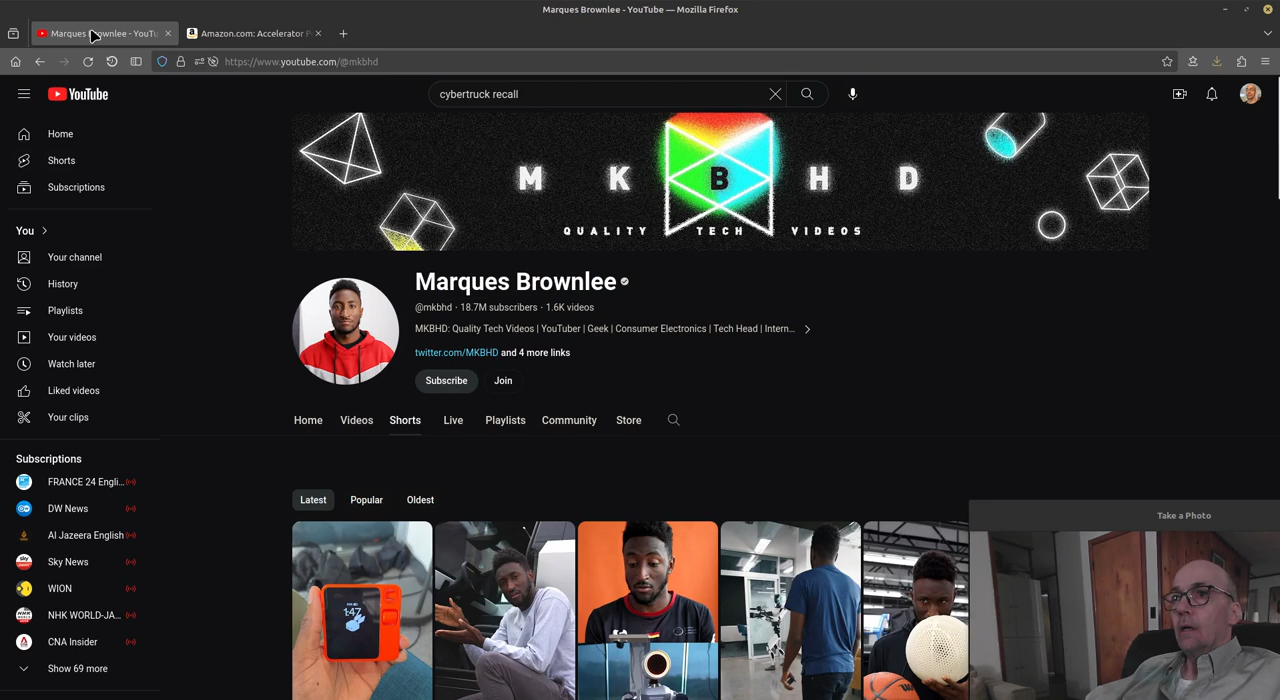 Marques Brownlee - YouTube — Mozilla Firefox
Marques Brownlee - YouTu
Amazon.com: Accelerator P
https://www.youtube.com/@mkbhd
YouTube
cybertruck recall
Home
Shorts
Subscriptions
You
Your channel
History
Playlists
Your videos
Watch later
Liked videos
Your clips
Subscriptions
FRANCE 24 Engli...
DW News
Al Jazeera English
Sky News
WION
NHK WORLD-JA...
CNA Insider
Show 69 more
M K B H D
QUALITY TECH VIDEOS
Marques Brownlee
@mkbhd · 18.7M subscribers · 1.6K videos
MKBHD: Quality Tech Videos | YouTuber | Geek | Consumer Electronics | Tech Head | Intern...
twitter.com/MKBHD and 4 more links
Subscribe Join
Home Videos Shorts Live Playlists Community Store
Latest Popular Oldest
1:47
Take a Photo